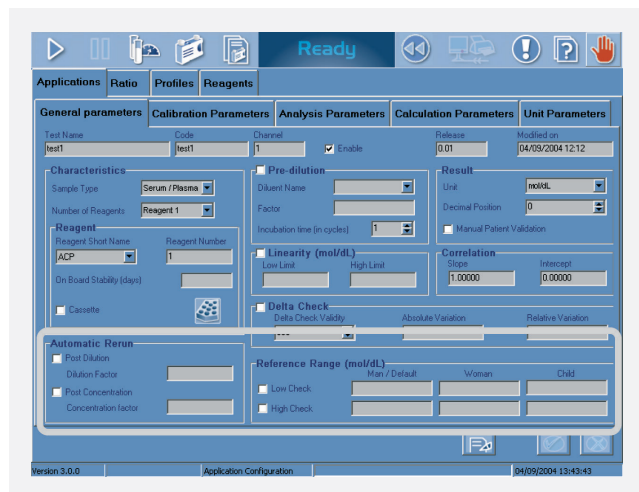 Ready
Applications Ratio Profiles Reagents
General parameters Calibration Parameters Analysis Parameters Calculation Parameters Unit Parameters
Test Name Code Channel Release Modified on
test1 test1 1 Enable 0.01 04/09/2004 12:12
Characteristics
Sample Type Serum / Plasma
Number of Reagents Reagent 1
Reagent
Reagent Short Name Reagent Number
ACP 1
On Board Stability (days)
Cassette
Pre-dilution
Diluent Name
Factor
Incubation time (in cycles) 1
Result
Unit mol/dL
Decimal Position 0
Manual Patient Validation
Linearity (mol/dL)
Low Limit High Limit
Correlation
Slope Intercept
1.00000 0.00000
Delta Check
Delta Check Validity Absolute Variation Relative Variation
Automatic Rerun
Post Dilution
Dilution Factor
Post Concentration
Concentration factor
Reference Range (mol/dL)
Man / Default Woman Child
Low Check
High Check
Version 3.0.0 Application Configuration 04/09/2004 13:43:43